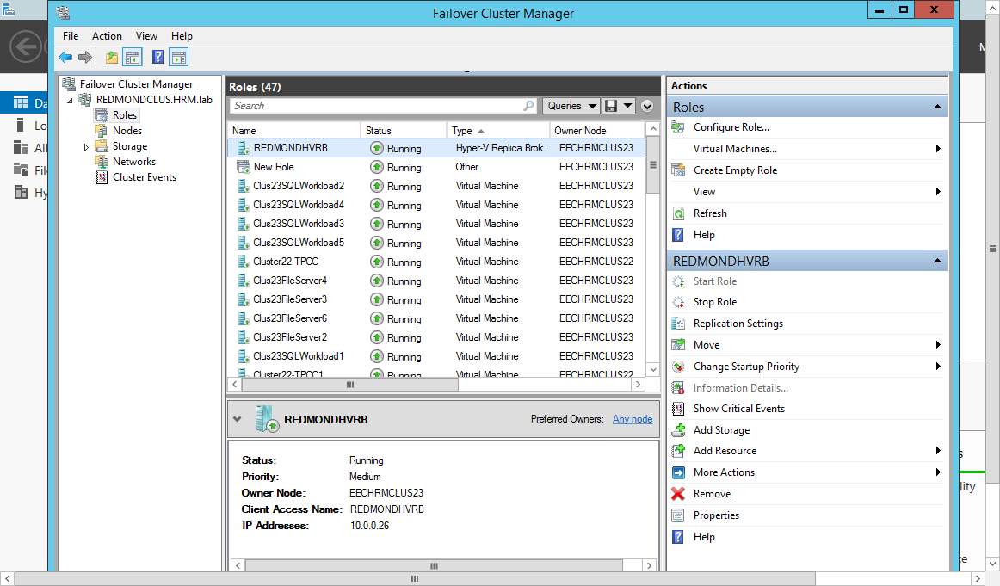 Failover Cluster Manager
File Action View Help
Da
Lo
All
File
Hy
M
Failover Cluster Manager
REDMONDCLUS.HRM.lab
Roles
Nodes
Storage
Networks
Cluster Events
Roles (47)
Search
Queries
Name Status Type Owner Node
REDMONDHVRB Running Hyper-V Replica Brok... EECHRMCLUS23
New Role Running Other EECHRMCLUS23
Clus23SQLWorkload2 Running Virtual Machine EECHRMCLUS23
Clus23SQLWorkload4 Running Virtual Machine EECHRMCLUS23
Clus23SQLWorkload3 Running Virtual Machine EECHRMCLUS23
Clus23SQLWorkload5 Running Virtual Machine EECHRMCLUS23
Cluster22-TPCC Running Virtual Machine EECHRMCLUS22
Clus23FileServer4 Running Virtual Machine EECHRMCLUS23
Clus23FileServer3 Running Virtual Machine EECHRMCLUS23
Clus23FileServer6 Running Virtual Machine EECHRMCLUS23
Clus23FileServer2 Running Virtual Machine EECHRMCLUS23
Clus23SQLWorkload1 Running Virtual Machine EECHRMCLUS23
Cluster22-TPCC1 Running Virtual Machine EECHRMCLUS22
REDMONDHVRB Preferred Owners: Any node
Status: Running
Priority: Medium
Owner Node: EECHRMCLUS23
Client Access Name: REDMONDHVRB
IP Addresses: 10.0.0.26
Actions
Roles
Configure Role...
Virtual Machines...
Create Empty Role
View
Refresh
Help
REDMONDHVRB
Start Role
Stop Role
Replication Settings
Move
Change Startup Priority
Information Details...
Show Critical Events
Add Storage
Add Resource
More Actions
Remove
Properties
Help
s
ility
ce